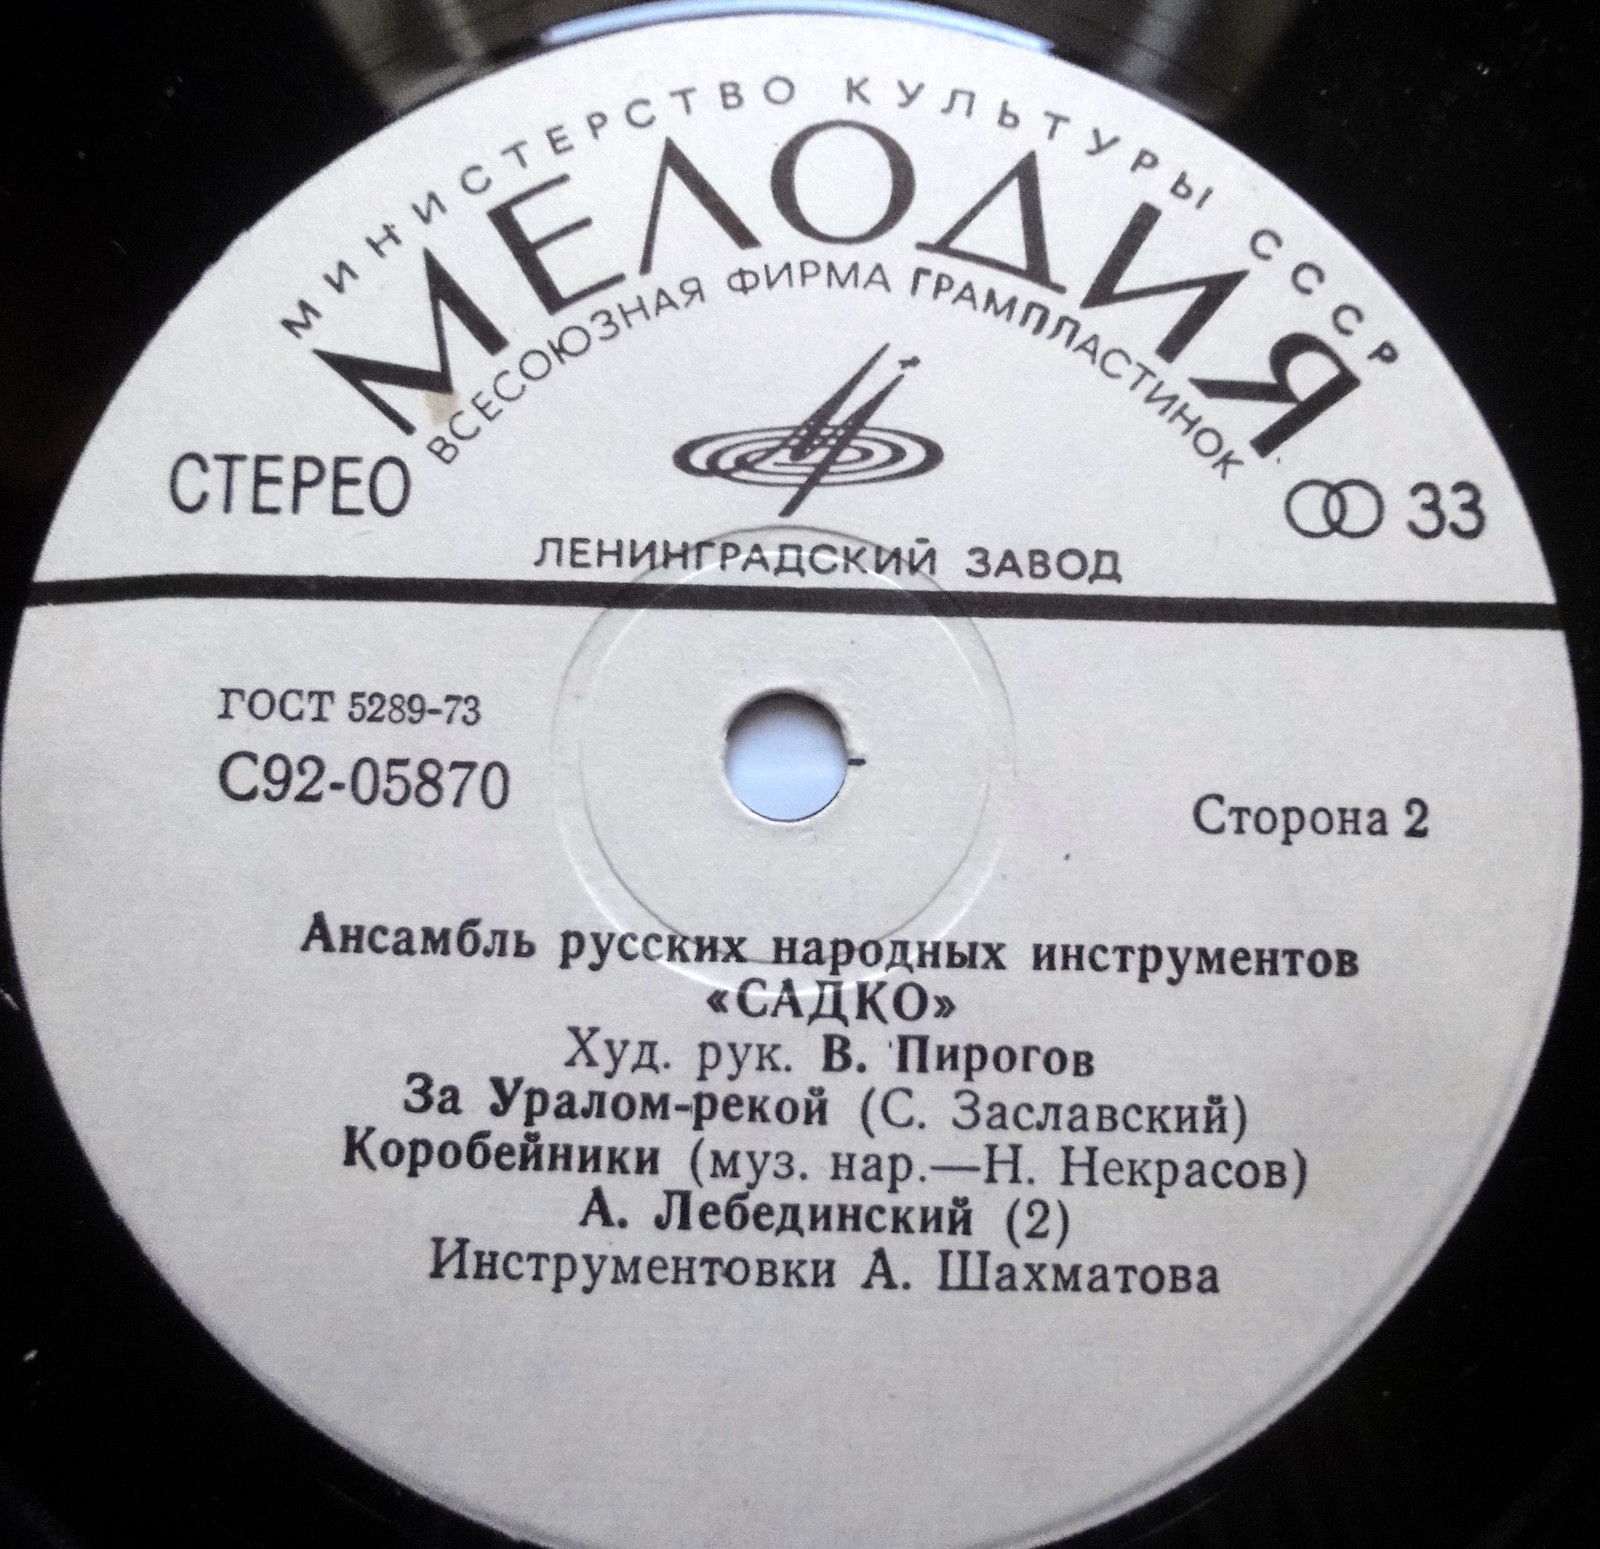 МИНИСТЕРСТВО КУЛЬТУРЫ СССР
МЕЛОДИЯ
ВСЕСОЮЗНАЯ ФИРМА ГРАМПЛАСТИНОК
СТЕРЕО
33
ЛЕНИНГРАДСКИЙ ЗАВОД
ГОСТ 5289-73
С92-05870
Сторона 2
Ансамбль русских народных инструментов
«САДКО»
Худ. рук. В. Пирогов
За Уралом-рекой (С. Заславский)
Коробейники (муз. нар.—Н. Некрасов)
А. Лебединский (2)
Инструментовки А. Шахматова